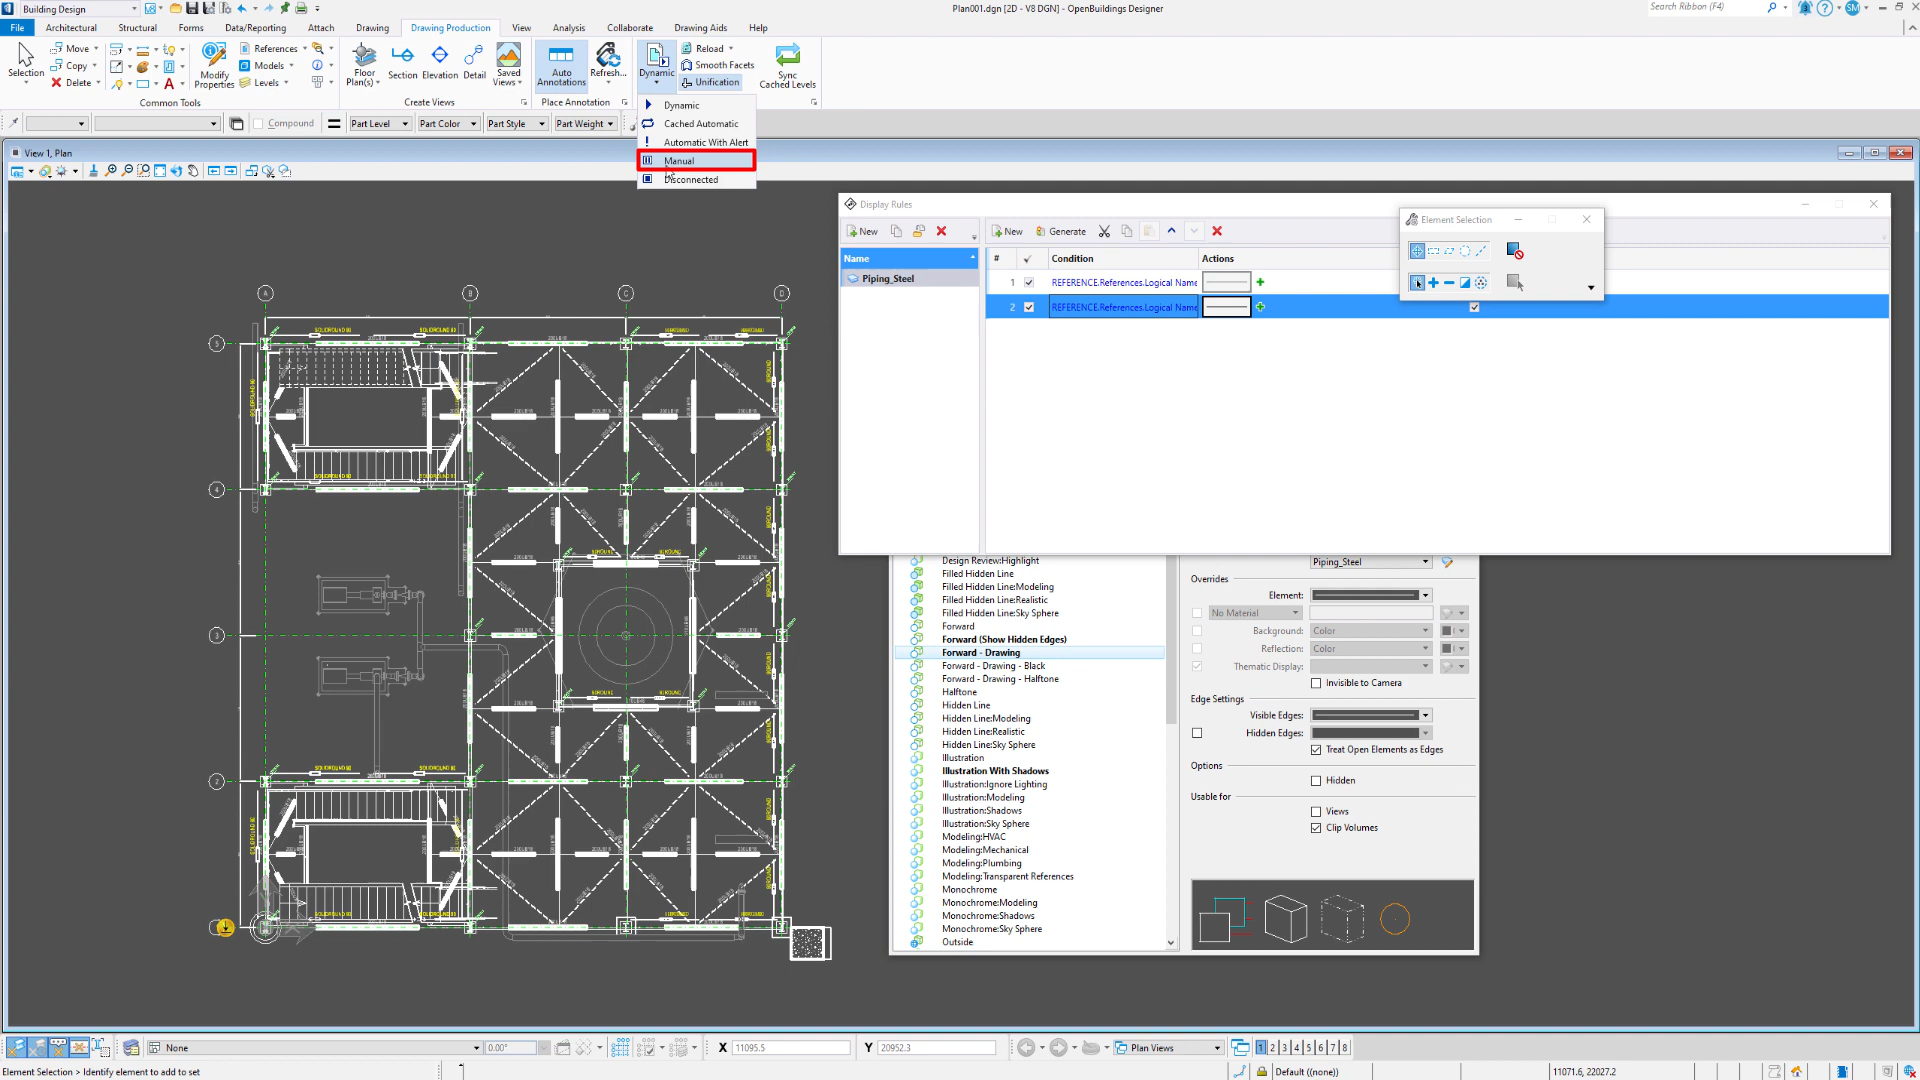 Building Design
Plan001.dgn [2D - V8 DGN] - OpenBuildings Designer
Search Ribbon (F4)
SM
File Architectural Structural Forms Data/Reporting Attach Drawing Drawing Production View Analysis Collaborate Drawing Aids Help
Selection
Move
Copy
Delete
Modify Properties
References
Models
Levels
Common Tools
Floor Plan(s)
Section
Elevation
Detail
Saved Views
Create Views
Auto Annotations
Refresh...
Place Annotation
Dynamic
Reload
Smooth Facets
Unification
Sync Cached Levels
Dynamic
Cached Automatic
Automatic With Alert
Manual
Disconnected
Compound
Part Level
Part Color
Part Style
Part Weight
View 1, Plan
Display Rules
New
Name
Piping_Steel
New Generate
# Condition Actions
1 REFERENCE.References.Logical Name
2 REFERENCE.References.Logical Name
Element Selection
A B C D
5
4
3
2
Design Review:Highlight
Filled Hidden Line
Filled Hidden Line:Modeling
Filled Hidden Line:Realistic
Filled Hidden Line:Sky Sphere
Forward
Forward (Show Hidden Edges)
Forward - Drawing
Forward - Drawing - Black
Forward - Drawing - Halftone
Halftone
Hidden Line
Hidden Line:Modeling
Hidden Line:Realistic
Hidden Line:Sky Sphere
Illustration
Illustration With Shadows
Illustration:Ignore Lighting
Illustration:Modeling
Illustration:Shadows
Illustration:Sky Sphere
Modeling:HVAC
Modeling:Mechanical
Modeling:Plumbing
Modeling:Transparent References
Monochrome
Monochrome:Modeling
Monochrome:Shadows
Monochrome:Sky Sphere
Outside
Piping_Steel
Overrides
Element:
No Material
Background: Color
Reflection: Color
Thematic Display:
Invisible to Camera
Edge Settings
Visible Edges:
Hidden Edges:
Treat Open Elements as Edges
Options
Hidden
Usable for
Views
Clip Volumes
None
0.00°
X 11095.5
Y 20952.3
Plan Views
1 2 3 4 5 6 7 8
Element Selection > Identify element to add to set
Default ((none))
11071.6, 22027.2